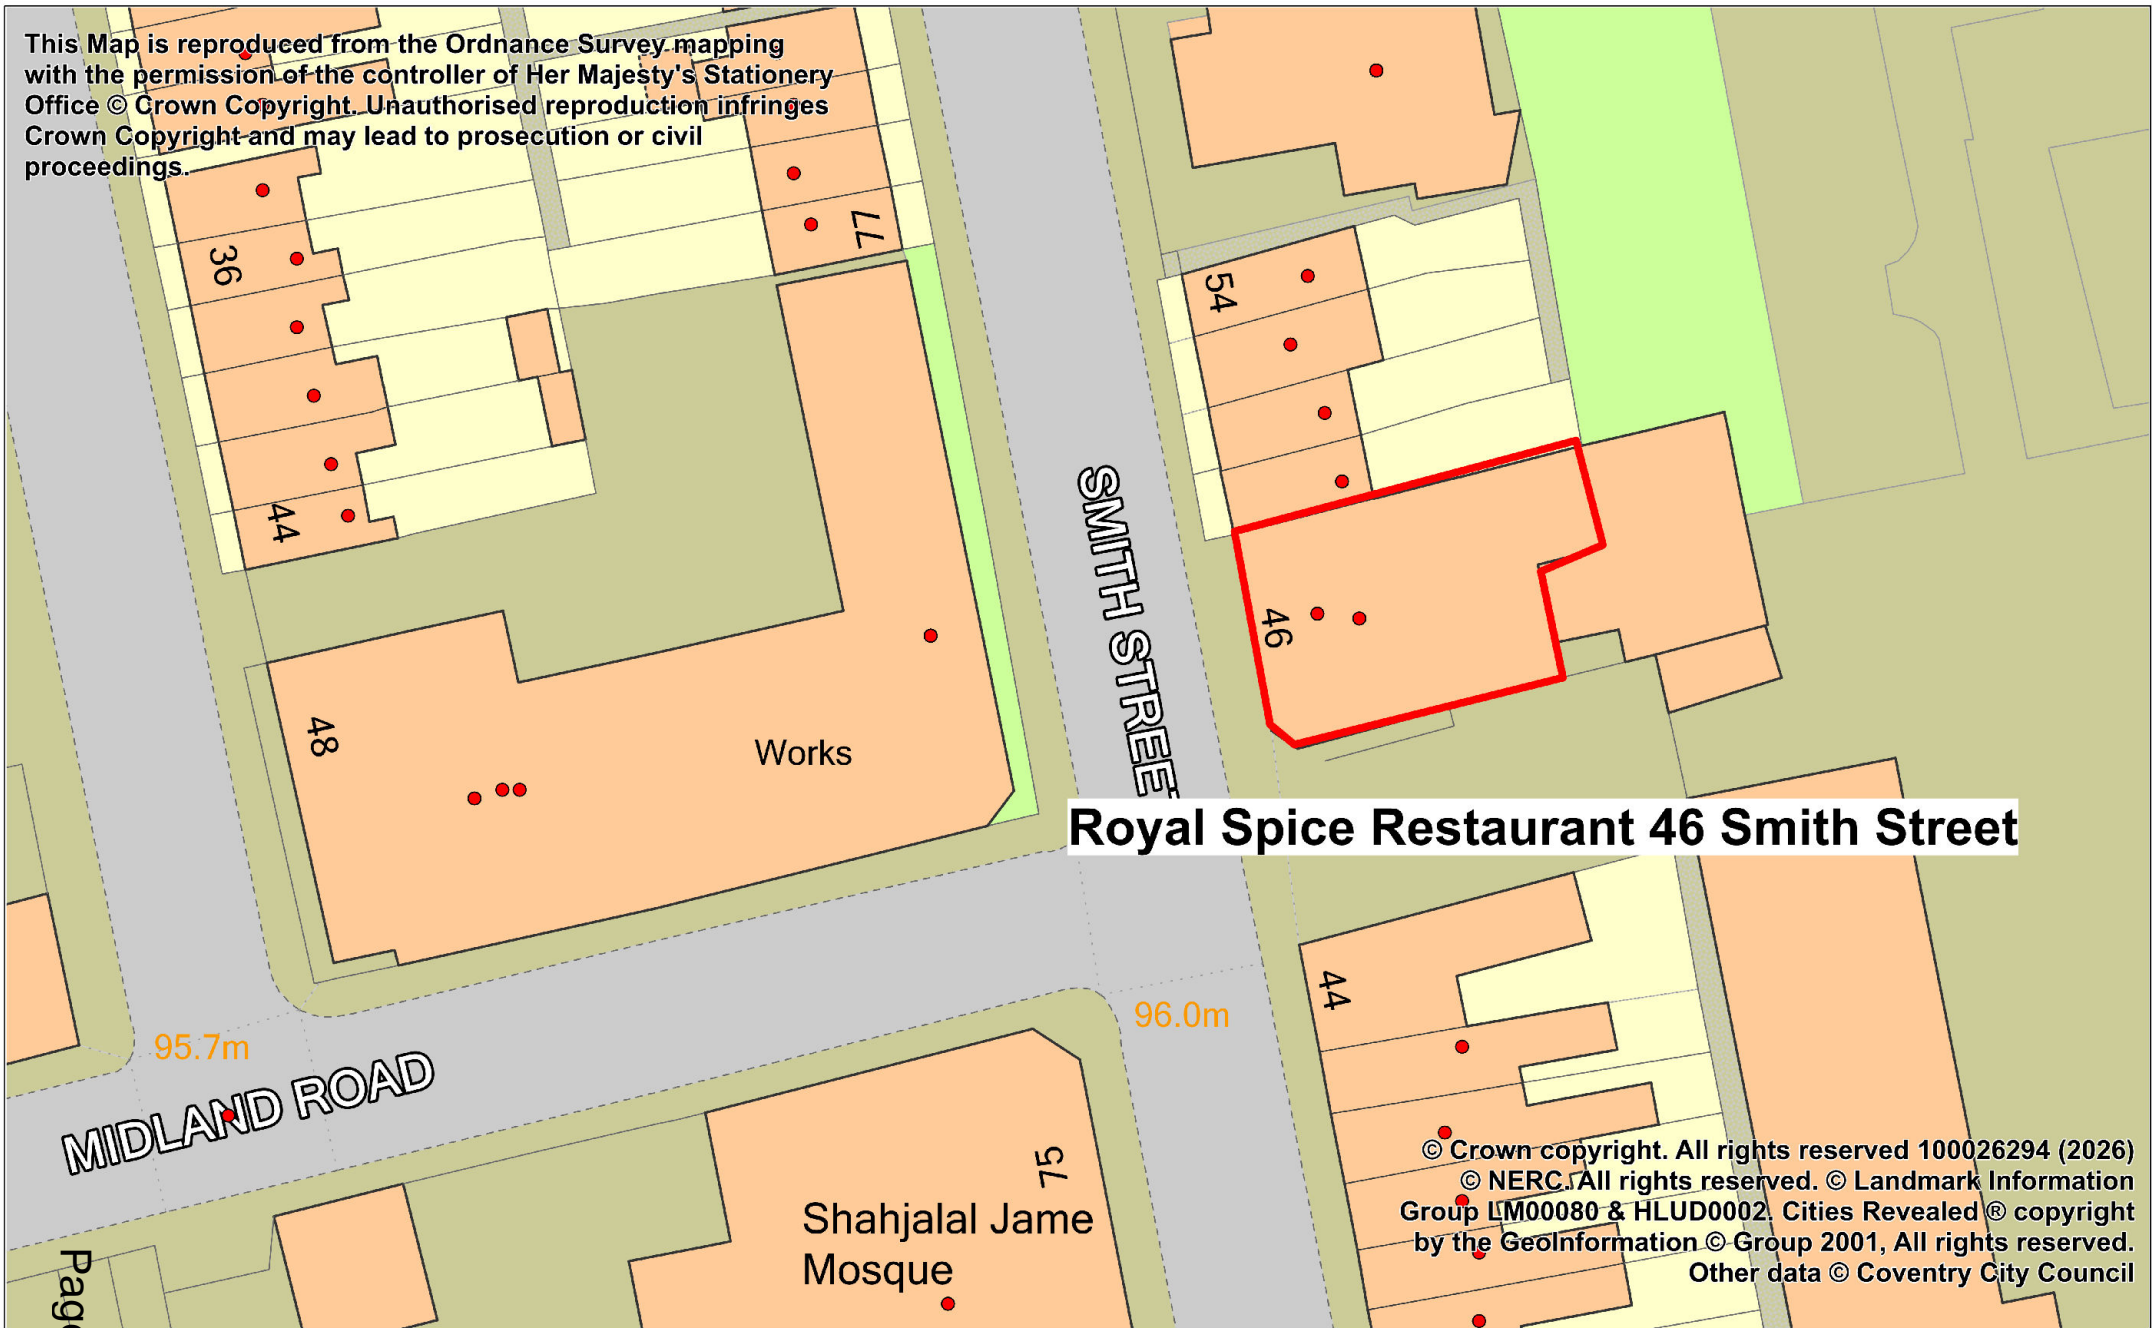 This Map is reproduced from the Ordnance Survey mapping
with the permission of the controller of Her Majesty's Stationery
Office © Crown Copyright. Unauthorised reproduction infringes
Crown Copyright and may lead to prosecution or civil
proceedings.
36
77
54
44
SMITH STREET
46
48
Works
Royal Spice Restaurant 46 Smith Street
44
96.0m
95.7m
MIDLAND ROAD
75
Shahjalal Jame
Mosque
© Crown copyright. All rights reserved 100026294 (2026)
© NERC. All rights reserved. © Landmark Information
Group LM00080 & HLUD0002. Cities Revealed ® copyright
by the GeoInformation © Group 2001, All rights reserved.
Other data © Coventry City Council